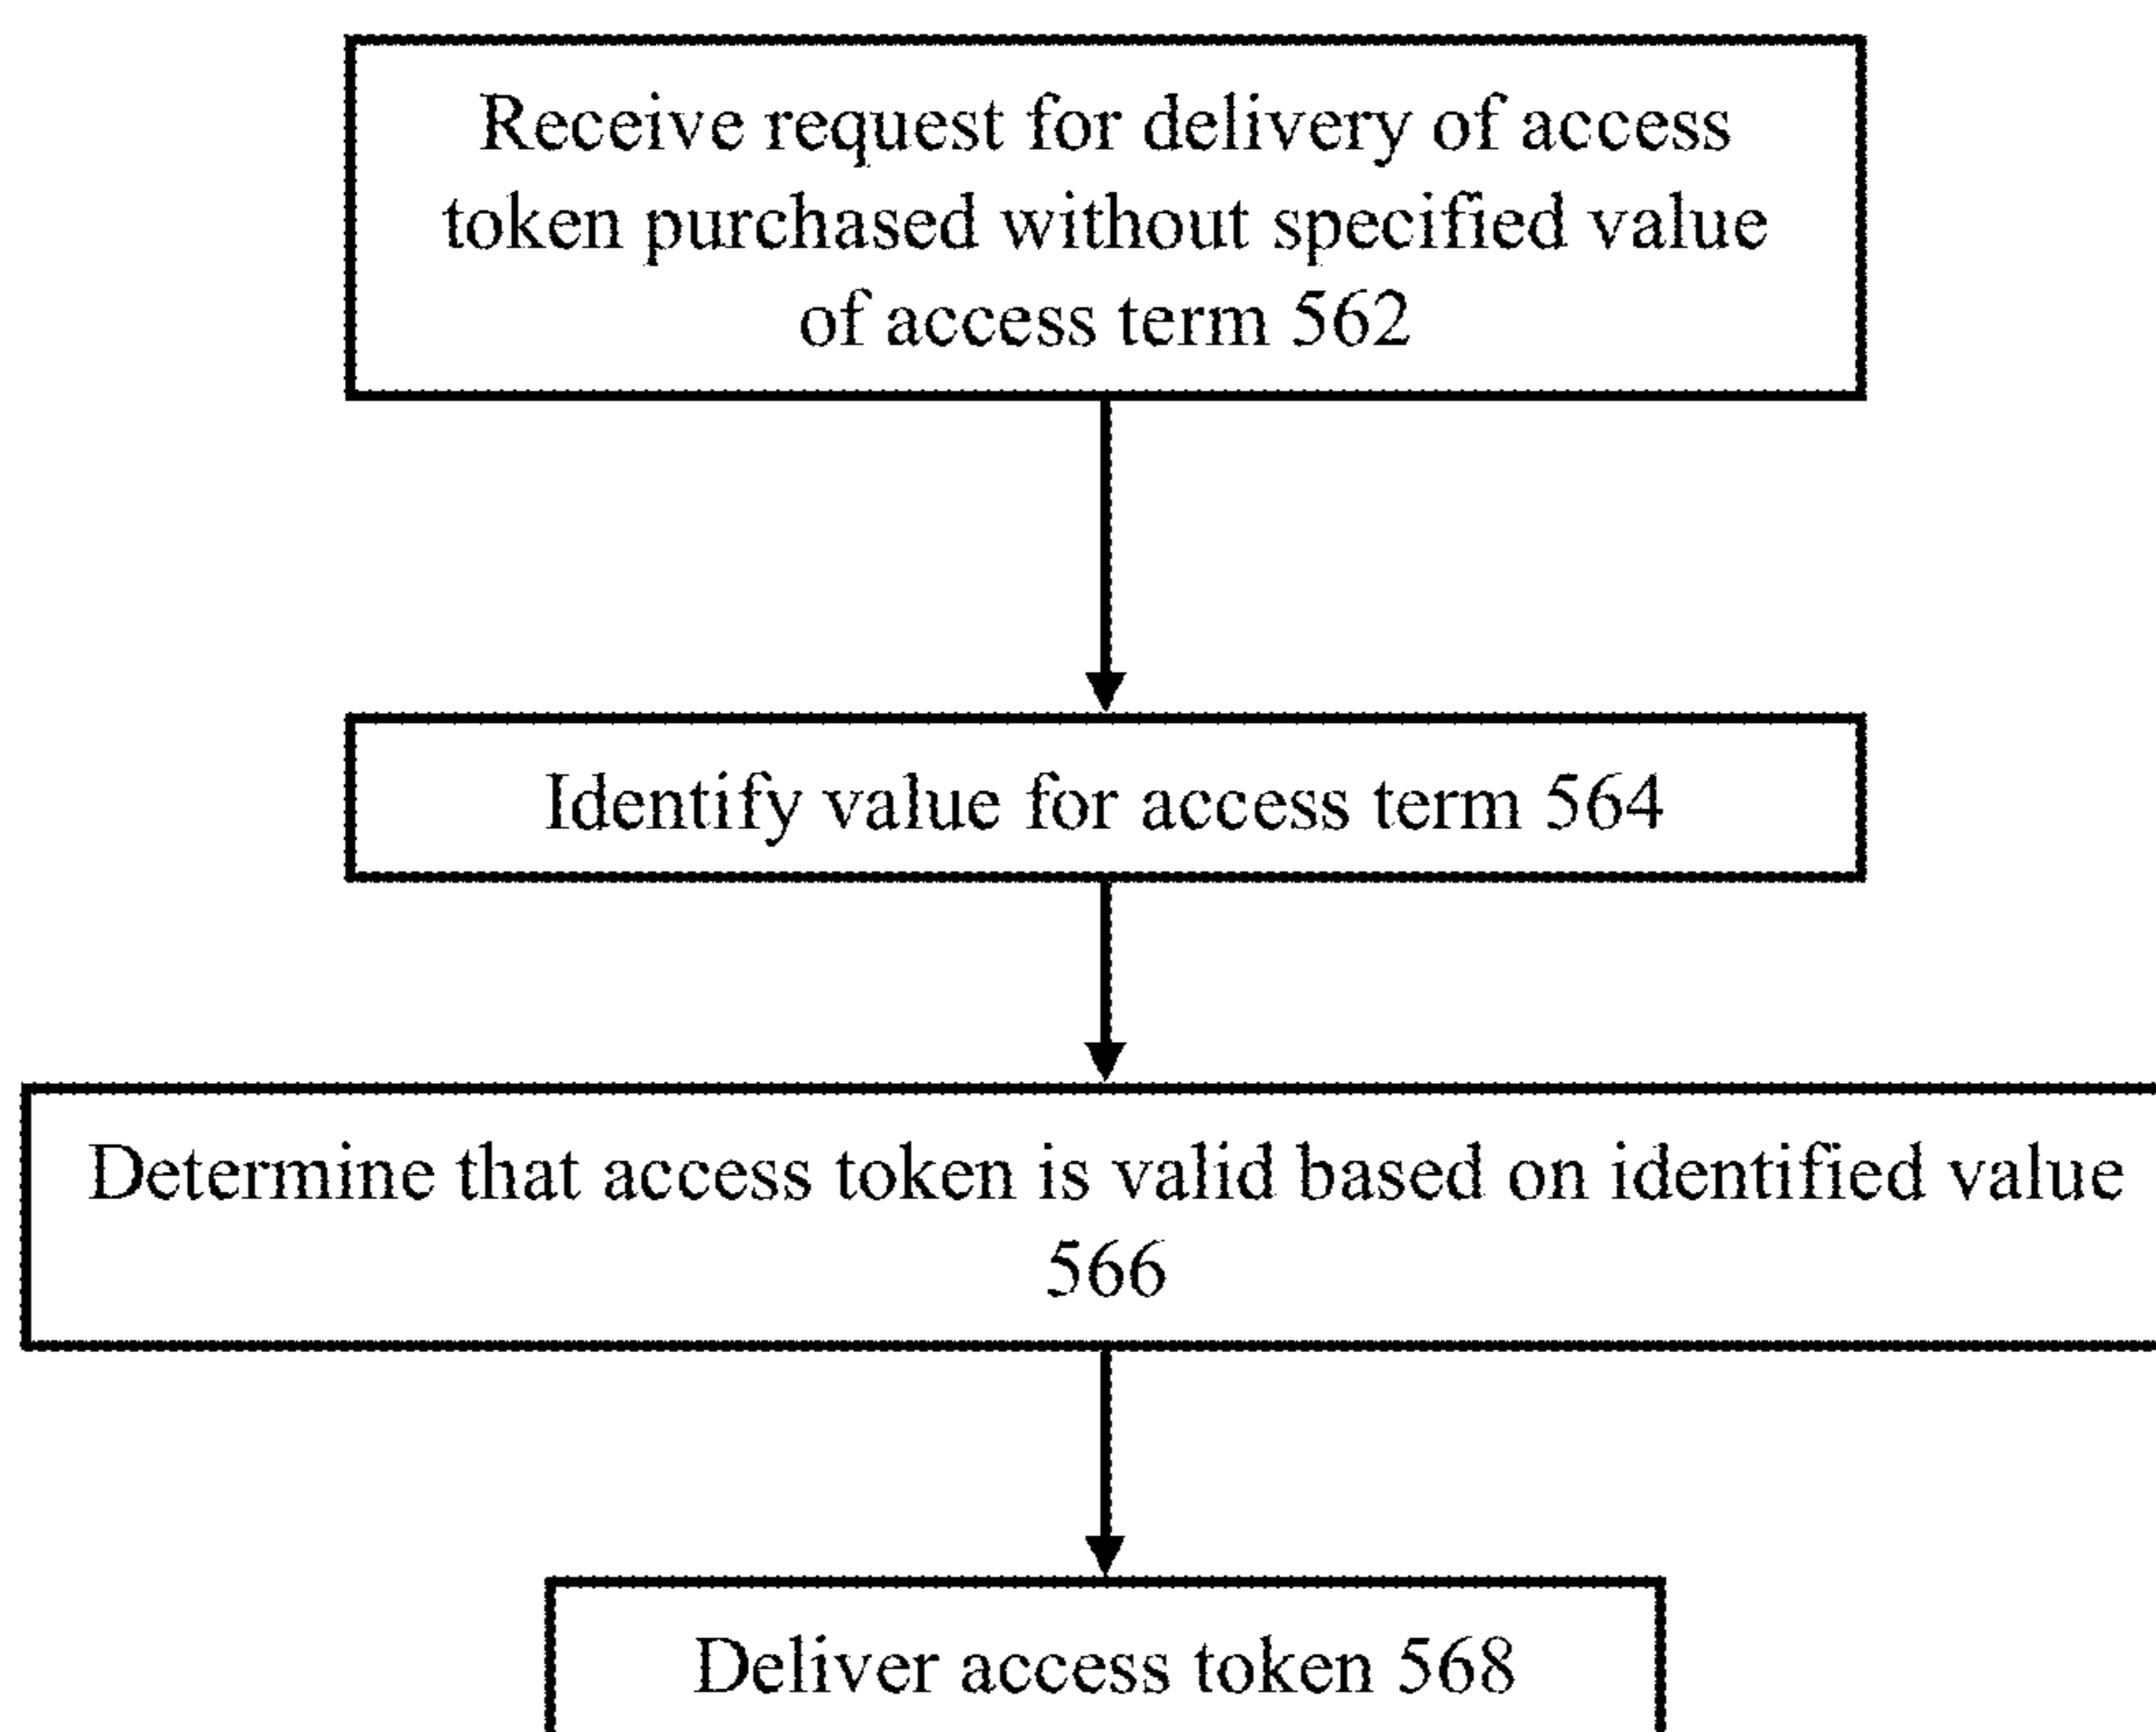 Receive request for delivery of access
token purchased without specified value
of access term 562
Identify value for access term 564
Determine that access token is valid based on identified value
566
Deliver access token 568